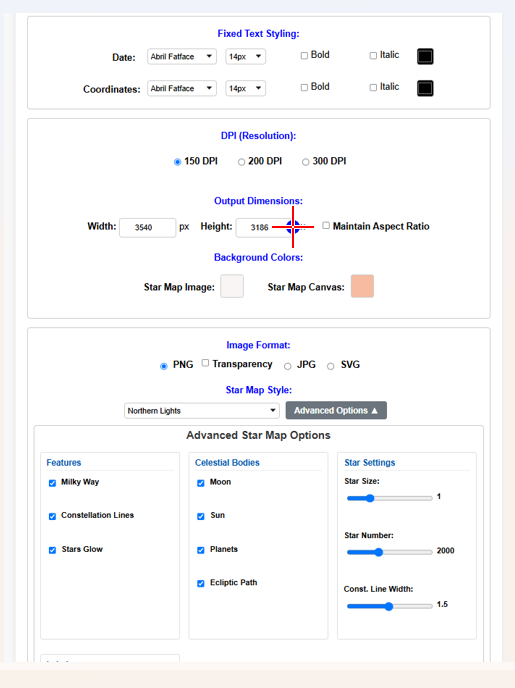 Fixed Text Styling:
Date: Abril Fatface 14px Bold Italic
Coordinates: Abril Fatface 14px Bold Italic
DPI (Resolution):
150 DPI 200 DPI 300 DPI
Output Dimensions:
Width: 3540 px Height: 3186 Maintain Aspect Ratio
Background Colors:
Star Map Image: Star Map Canvas:
Image Format:
PNG Transparency JPG SVG
Star Map Style:
Northern Lights Advanced Options ▲
Advanced Star Map Options
Features Celestial Bodies Star Settings
Milky Way Moon Star Size:
1
Constellation Lines Sun
Star Number:
Stars Glow Planets 2000
Ecliptic Path Const. Line Width:
1.5